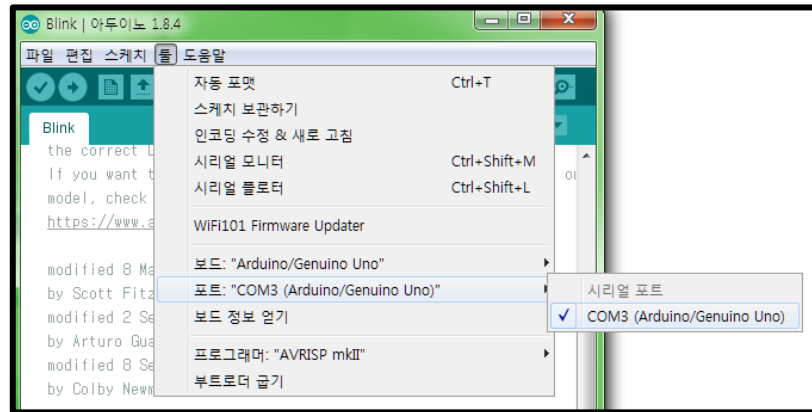 Blink | 아두이노 1.8.4
파일 편집 스케치 툴 도움말
자동 포맷 Ctrl+T
스케치 보관하기
인코딩 수정 & 새로 고침
시리얼 모니터 Ctrl+Shift+M
시리얼 플로터 Ctrl+Shift+L
WiFi101 Firmware Updater
보드: "Arduino/Genuino Uno"
포트: "COM3 (Arduino/Genuino Uno)"
보드 정보 얻기
프로그래머: "AVRISP mkII"
부트로더 굽기
시리얼 포트
COM3 (Arduino/Genuino Uno)
Blink
the correct
If you want
model, check
https://www.a
modified 8
by Scott
modified 2
by Arturo
modified 8
by Colby